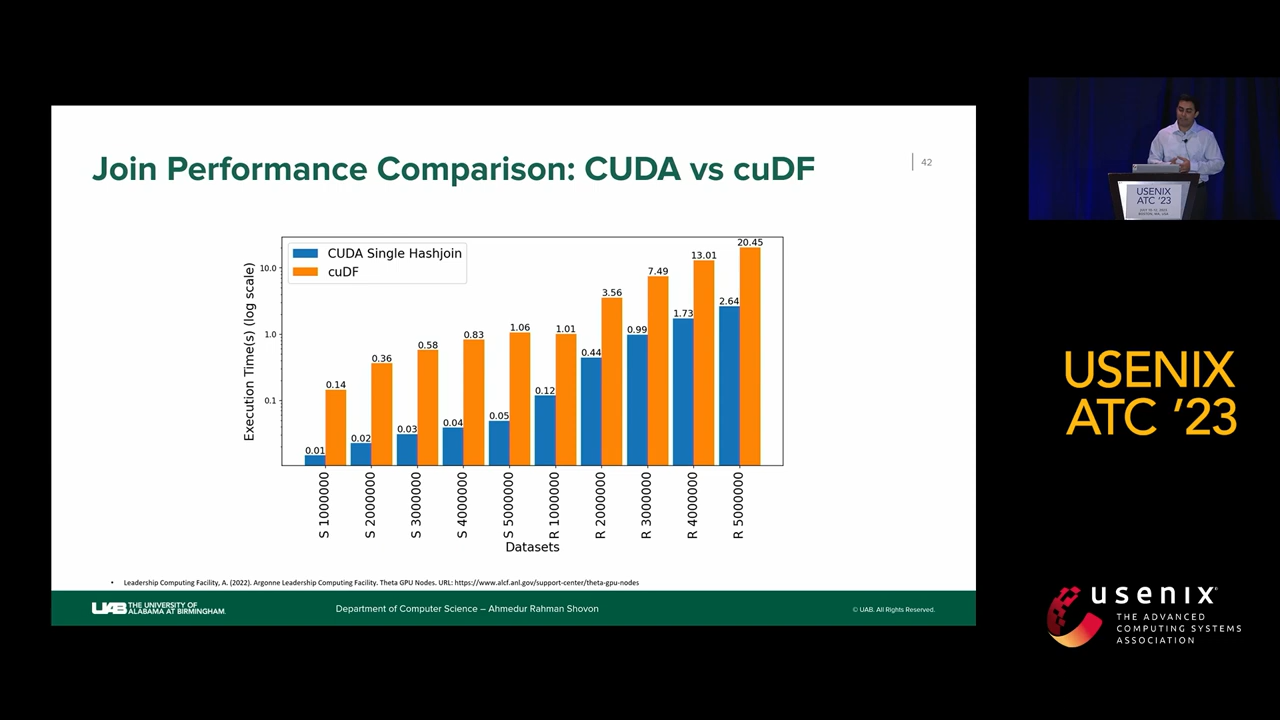 Join Performance Comparison: CUDA vs cuDF
42
CUDA Single Hashjoin
cuDF
Execution Time(s) (log scale)
10.0
1.0
0.1
0.01
0.14
0.02
0.36
0.03
0.58
0.04
0.83
0.05
1.06
0.12
1.01
0.44
3.56
0.99
7.49
1.73
13.01
2.64
20.45
S 1000000
S 2000000
S 3000000
S 4000000
S 5000000
R 1000000
R 2000000
R 3000000
R 4000000
R 5000000
Datasets
• Leadership Computing Facility, A. (2022). Argonne Leadership Computing Facility. Theta GPU Nodes. URL: https://www.alcf.anl.gov/support-center/theta-gpu-nodes
UAB THE UNIVERSITY OF
ALABAMA AT BIRMINGHAM.
Department of Computer Science – Ahmedur Rahman Shovon
© UAB. All Rights Reserved.
USENIX
ATC '23
USENIX
ATC '23
usenix
THE ADVANCED
COMPUTING SYSTEMS
ASSOCIATION